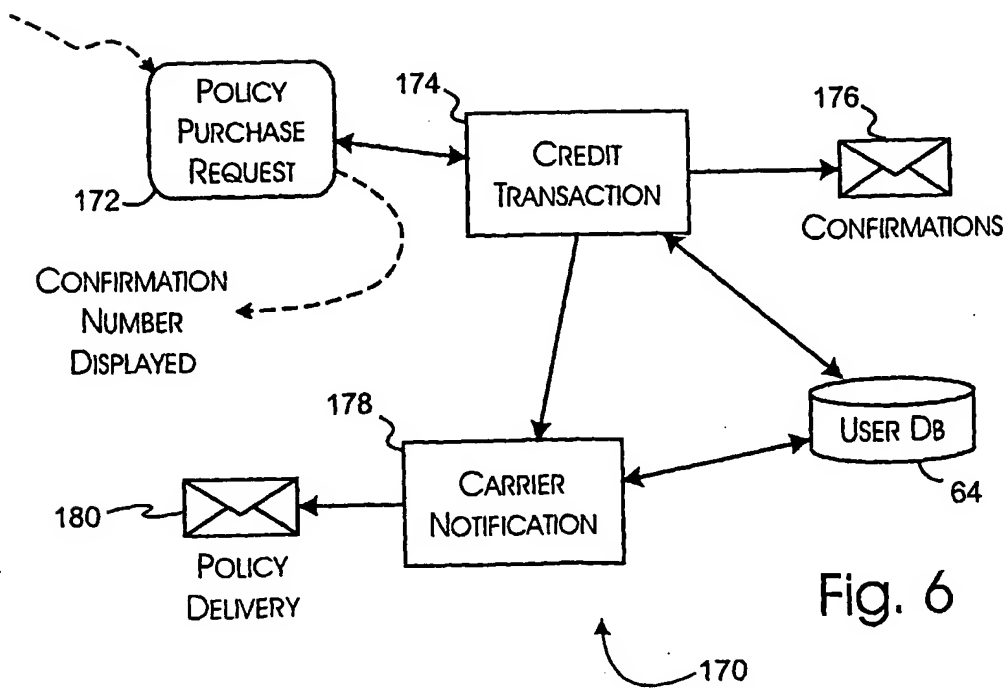 POLICY
PURCHASE
REQUEST
172
174
CREDIT
TRANSACTION
176
CONFIRMATIONS
CONFIRMATION
NUMBER
DISPLAYED
178
CARRIER
NOTIFICATION
USER DB
64
180
POLICY
DELIVERY
Fig. 6
170